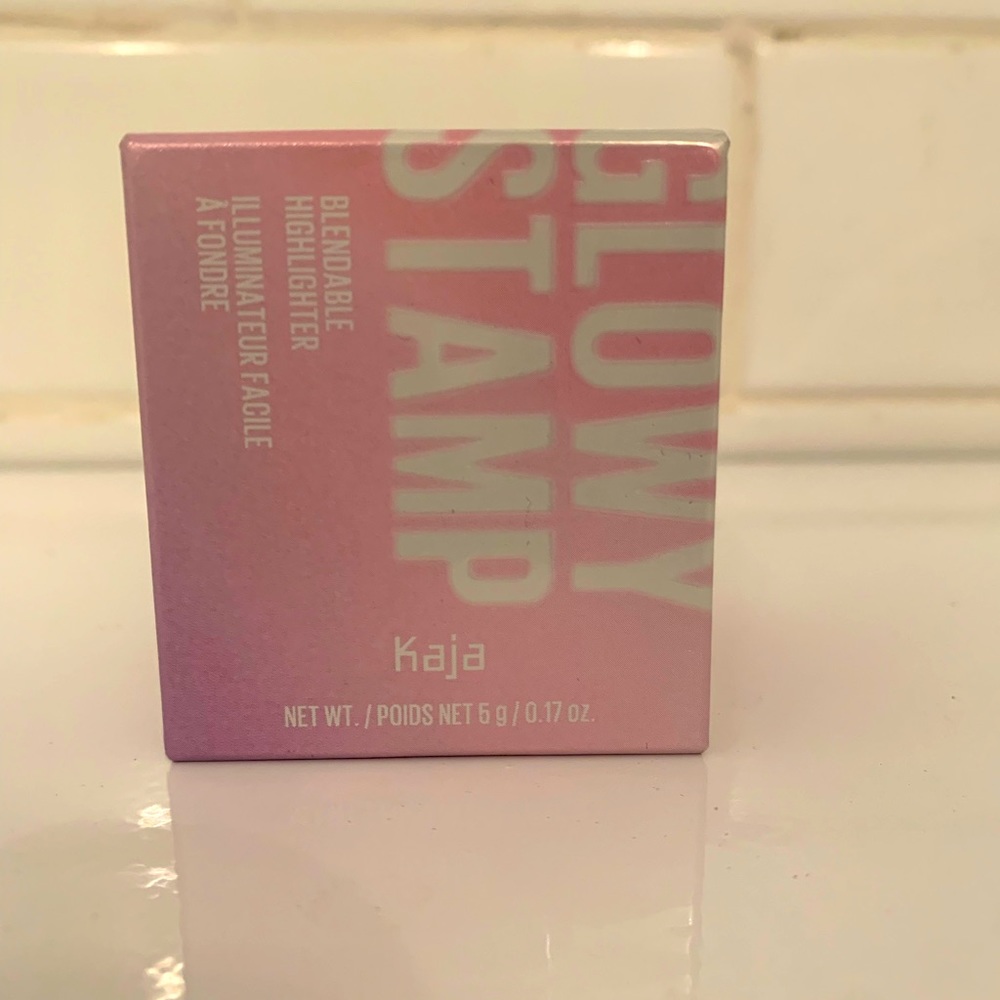 GLOWY
STAMP
BLENDABLE
HIGHLIGHTER
ILLUMINATEUR FACILE
À FONDRE
Kaja
NET WT. / POIDS NET 5 g / 0.17 oz.